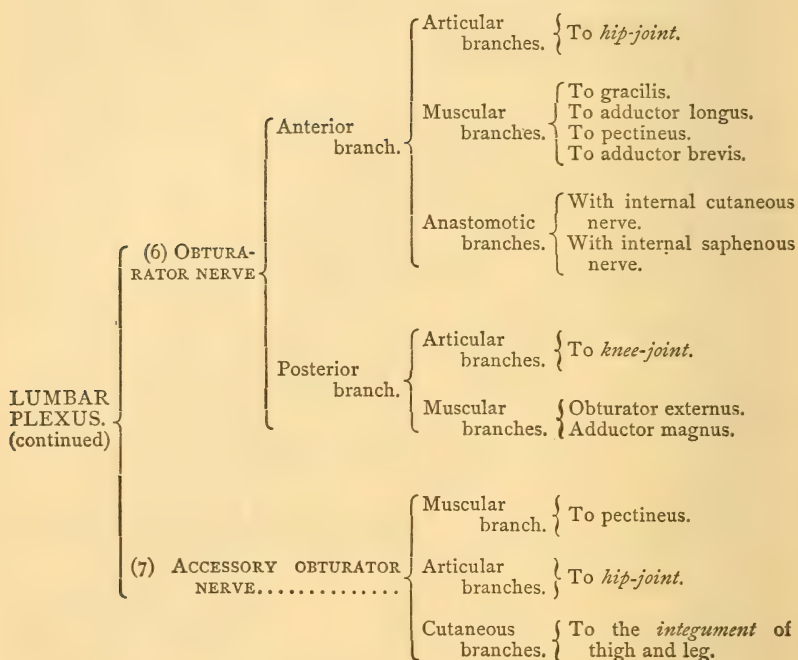 LUMBAR
PLEXUS.
(continued)
(6) OBTURA-
RATOR NERVE
Anterior
branch.
Articular
branches.
To hip-joint.
Muscular
branches.
To gracilis.
To adductor longus.
To pectineus.
To adductor brevis.
Anastomotic
branches.
With internal cutaneous
nerve.
With internal saphenous
nerve.
Posterior
branch.
Articular
branches.
To knee-joint.
Muscular
branches.
Obturator externus.
Adductor magnus.
(7) ACCESSORY OBTURATOR
NERVE..............
Muscular
branch.
To pectineus.
Articular
branches.
To hip-joint.
Cutaneous
branches.
To the integument of
thigh and leg.